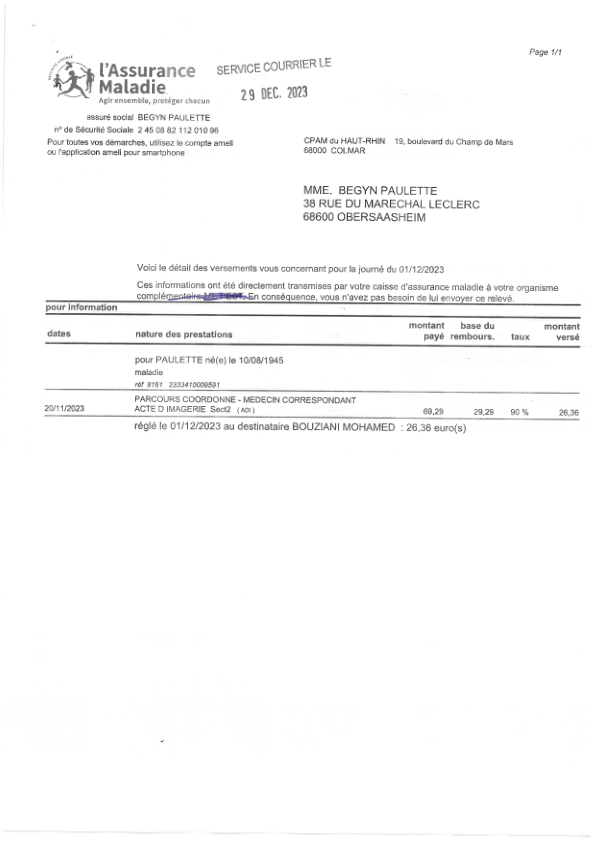 Page 1/1
l'Assurance
Maladie
Agir ensemble, protéger chacun
SERVICE COURRIER LE
29 DEC. 2023
assuré social BEGYN PAULETTE
n° de Sécurité Sociale 2 45 08 82 112 010 96
Pour toutes vos démarches, utilisez le compte ameli
ou l'application ameli pour smartphone
CPAM du HAUT-RHIN 19, boulevard du Champ de Mars
68000 COLMAR
MME. BEGYN PAULETTE
38 RUE DU MARECHAL LECLERC
68600 OBERSAASHEIM
Voici le détail des versements vous concernant pour la journée du 01/12/2023
Ces informations ont été directement transmises par votre caisse d'assurance maladie à votre organisme
complémentaire En conséquence, vous n'avez pas besoin de lui envoyer ce relevé.
pour information
dates nature des prestations montant payé base du rembours. taux montant versé
pour PAULETTE né(e) le 10/08/1945
maladie
réf 8161 2333410009591
PARCOURS COORDONNE - MEDECIN CORRESPONDANT
20/11/2023 ACTE D IMAGERIE Sect2 (ADI) 69,29 29,29 90 % 26,36
réglé le 01/12/2023 au destinataire BOUZIANI MOHAMED : 26,36 euro(s)